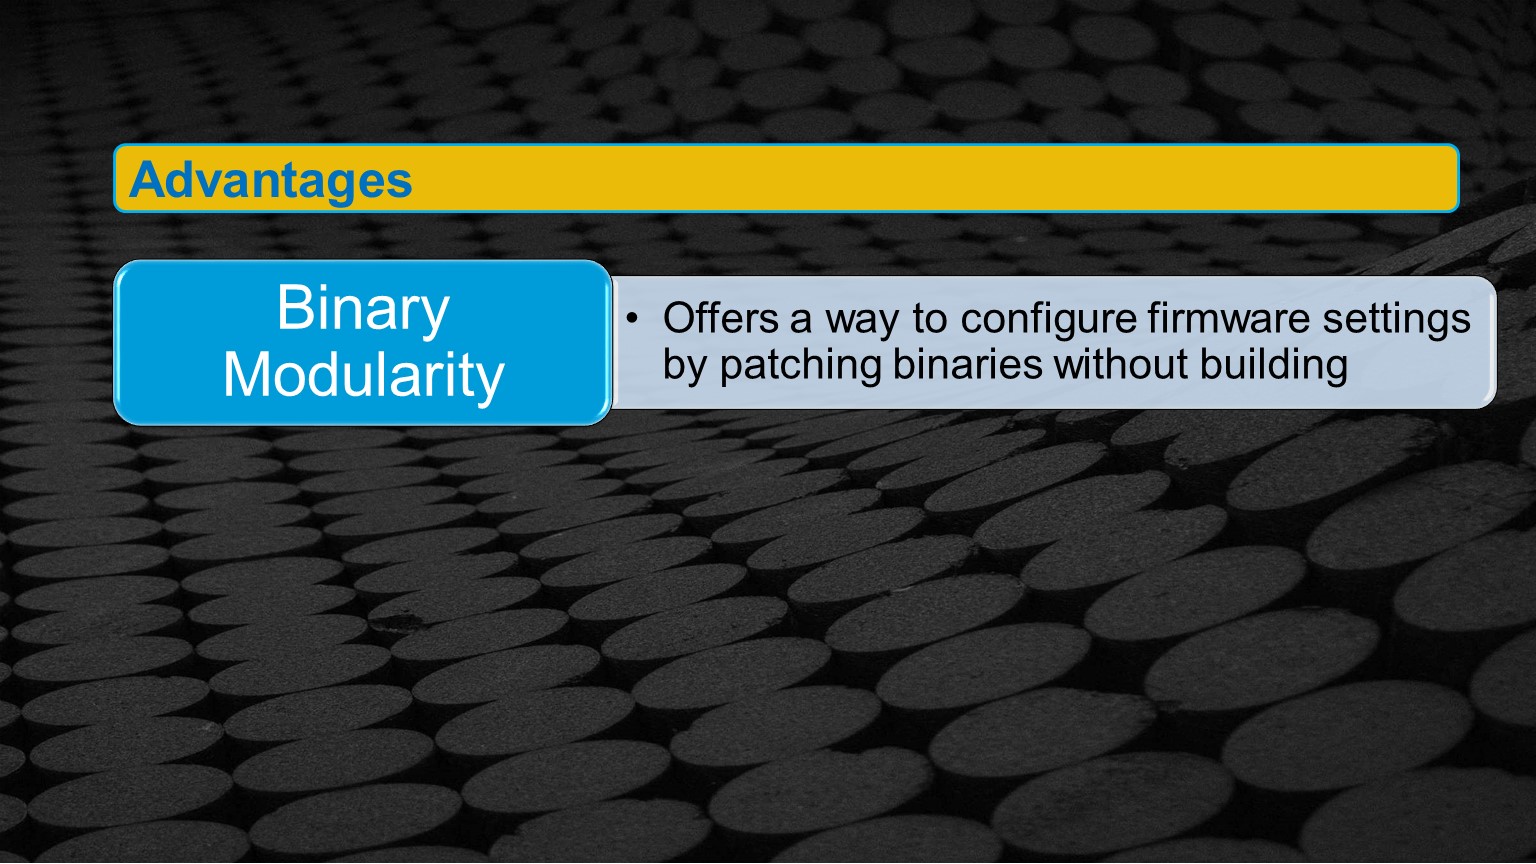 Advantages
Binary
Modularity
• Offers a way to configure firmware settings
by patching binaries without building